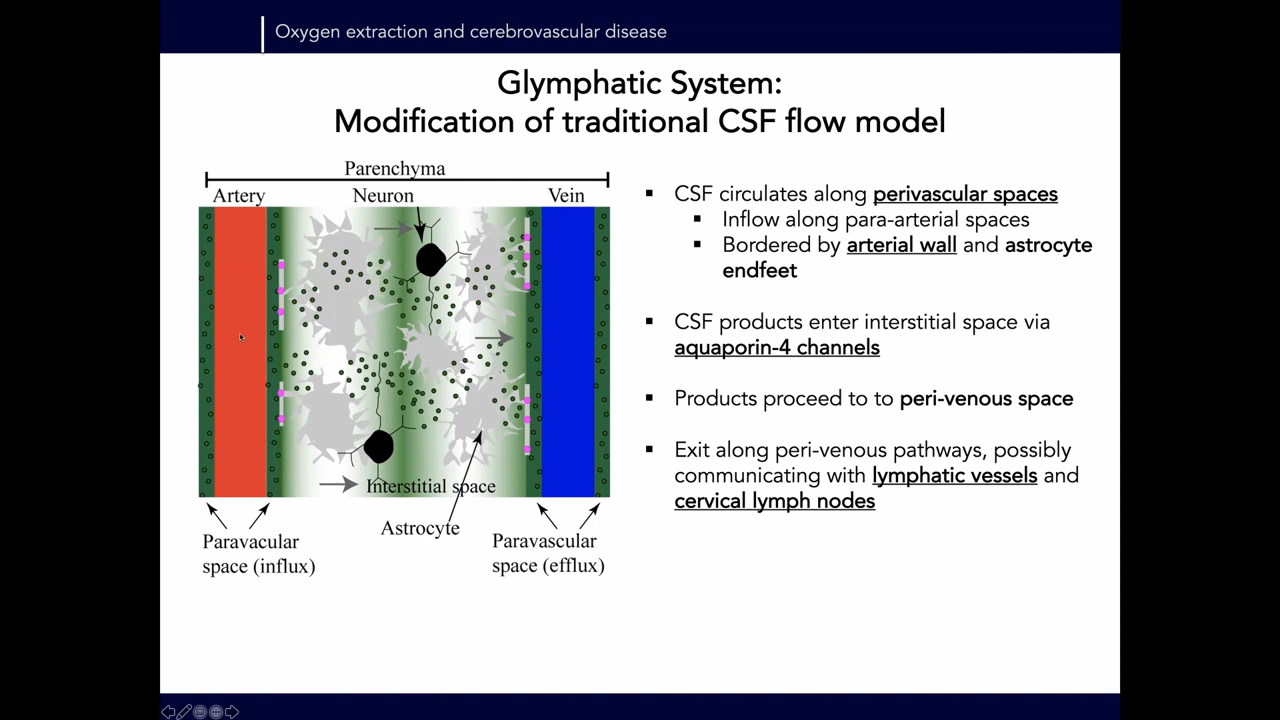 Oxygen extraction and cerebrovascular disease
Glymphatic System:
Modification of traditional CSF flow model
Parenchyma
Artery
Neuron
Vein
Interstitial space
Astrocyte
Paravacular
space (influx)
Paravascular
space (efflux)
CSF circulates along perivascular spaces
Inflow along para-arterial spaces
Bordered by arterial wall and astrocyte
endfeet
CSF products enter interstitial space via
aquaporin-4 channels
Products proceed to to peri-venous space
Exit along peri-venous pathways, possibly
communicating with lymphatic vessels and
cervical lymph nodes